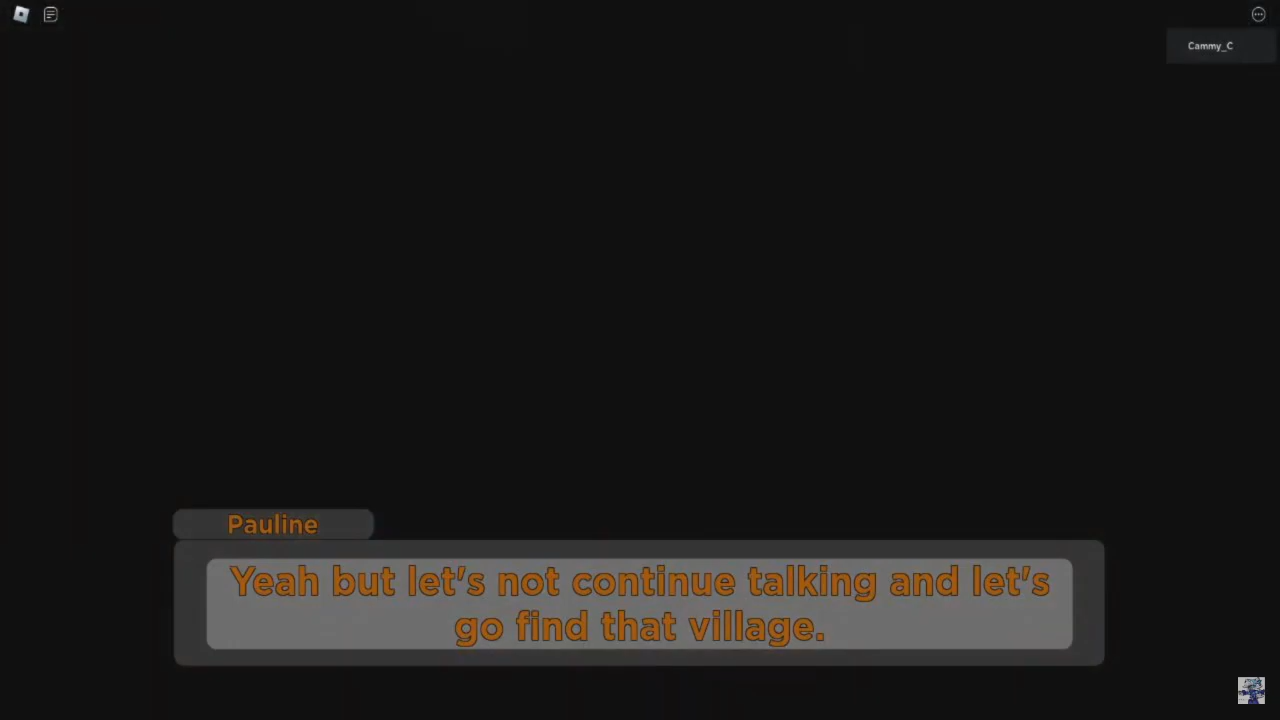 Cammy_C
Pauline
Yeah but let's not continue talking and let's
go find that village.